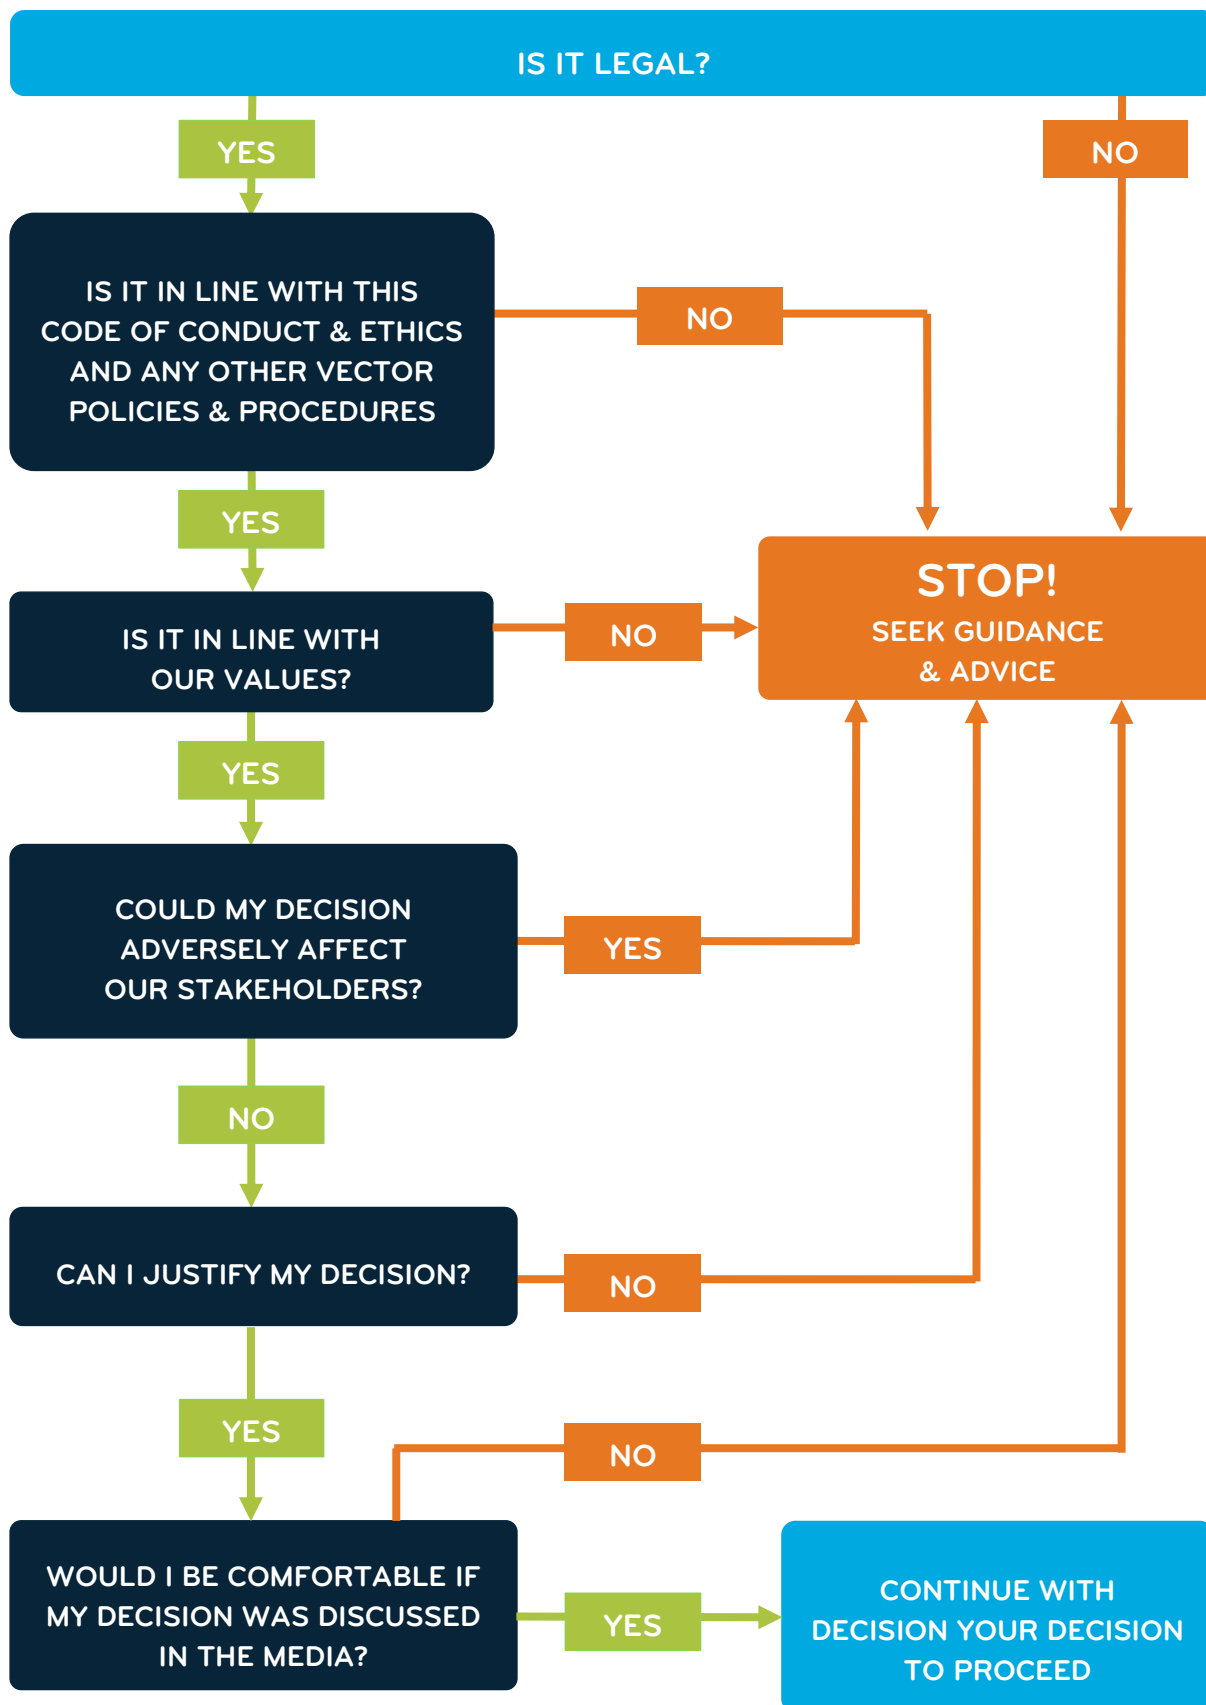 IS IT LEGAL?
YES
NO
IS IT IN LINE WITH THIS
CODE OF CONDUCT & ETHICS
AND ANY OTHER VECTOR
POLICIES & PROCEDURES
NO
YES
STOP!
SEEK GUIDANCE
& ADVICE
IS IT IN LINE WITH
OUR VALUES?
NO
YES
COULD MY DECISION
ADVERSELY AFFECT
OUR STAKEHOLDERS?
YES
NO
CAN I JUSTIFY MY DECISION?
NO
YES
NO
WOULD I BE COMFORTABLE IF
MY DECISION WAS DISCUSSED
IN THE MEDIA?
YES
CONTINUE WITH
DECISION YOUR DECISION
TO PROCEED